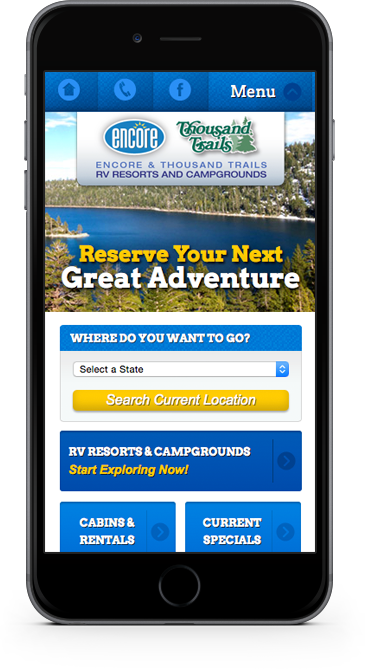 Menu
encore
Thousand
Trails
ENCORE & THOUSAND TRAILS
RV RESORTS AND CAMPGROUNDS
Reserve Your Next
Great Adventure
WHERE DO YOU WANT TO GO?
Select a State
Search Current Location
RV RESORTS & CAMPGROUNDS
Start Exploring Now!
CABINS &
RENTALS
CURRENT
SPECIALS